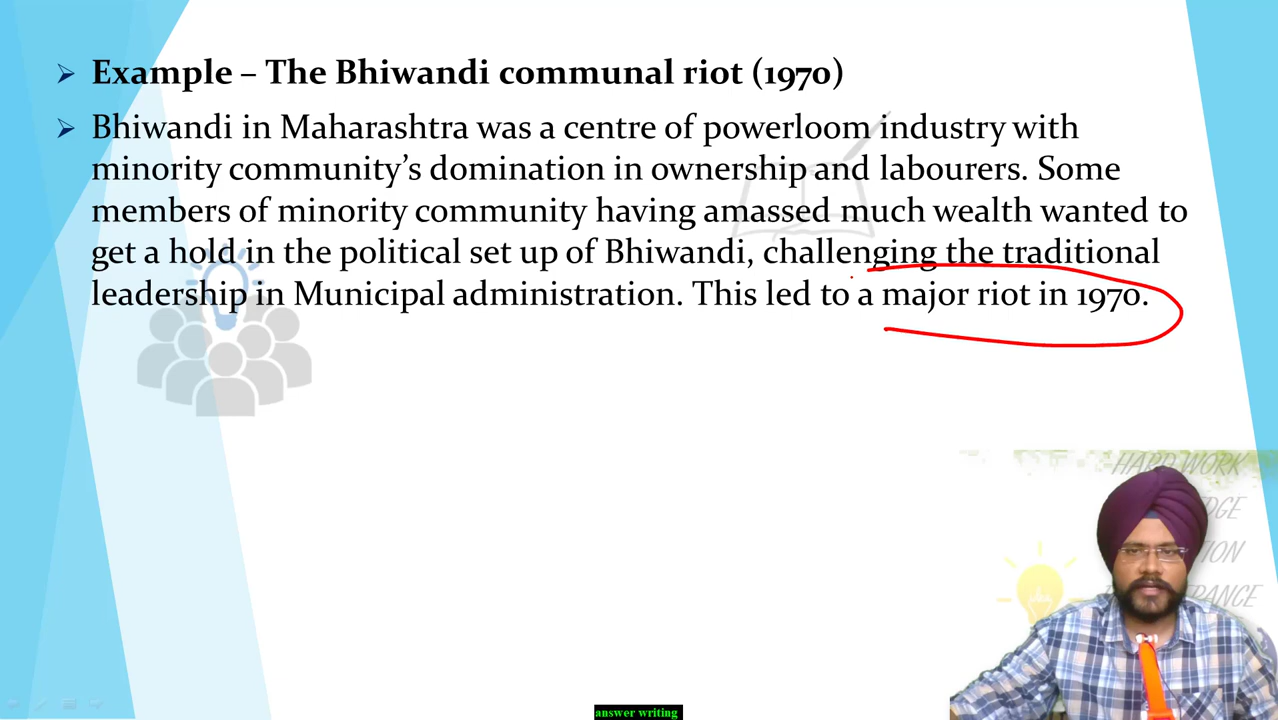 Example – The Bhiwandi communal riot (1970)
Bhiwandi in Maharashtra was a centre of powerloom industry with
minority community’s domination in ownership and labourers. Some
members of minority community having amassed much wealth wanted to
get a hold in the political set up of Bhiwandi, challenging the traditional
leadership in Municipal administration. This led to a major riot in 1970.
HARD WORK
answer writing